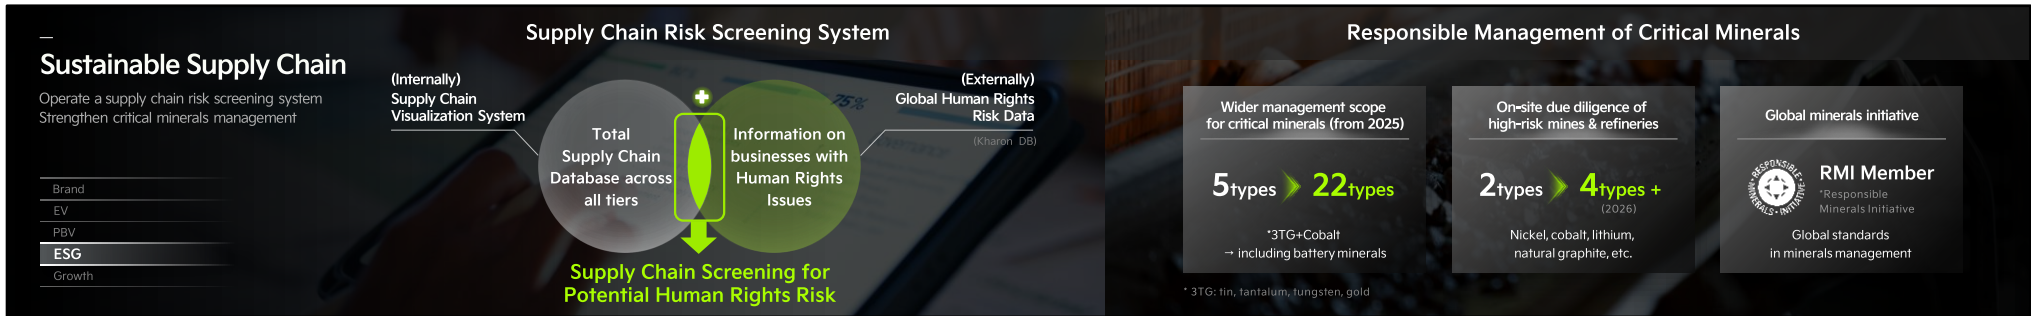 Sustainable Supply Chain
Operate a supply chain risk screening system
Strengthen critical minerals management
Brand
EV
PBV
ESG
Growth
Supply Chain Risk Screening System
(Internally)
Supply Chain
Visualization System
Total
Supply Chain
Database across
all tiers
Information on
businesses with
Human Rights
Issues
(Externally)
Global Human Rights
Risk Data
(Kharon DB)
75%
Supply Chain Screening for
Potential Human Rights Risk
Responsible Management of Critical Minerals
Wider management scope
for critical minerals (from 2025)
5types 22types
*3TG+Cobalt
→ including battery minerals
On-site due diligence of
high-risk mines & refineries
2types 4types +
(2026)
Nickel, cobalt, lithium,
natural graphite, etc.
Global minerals initiative
RESPONSIBLE MINERALS INITIATIVE
RMI Member
*Responsible
Minerals Initiative
Global standards
in minerals management
* 3TG: tin, tantalum, tungsten, gold